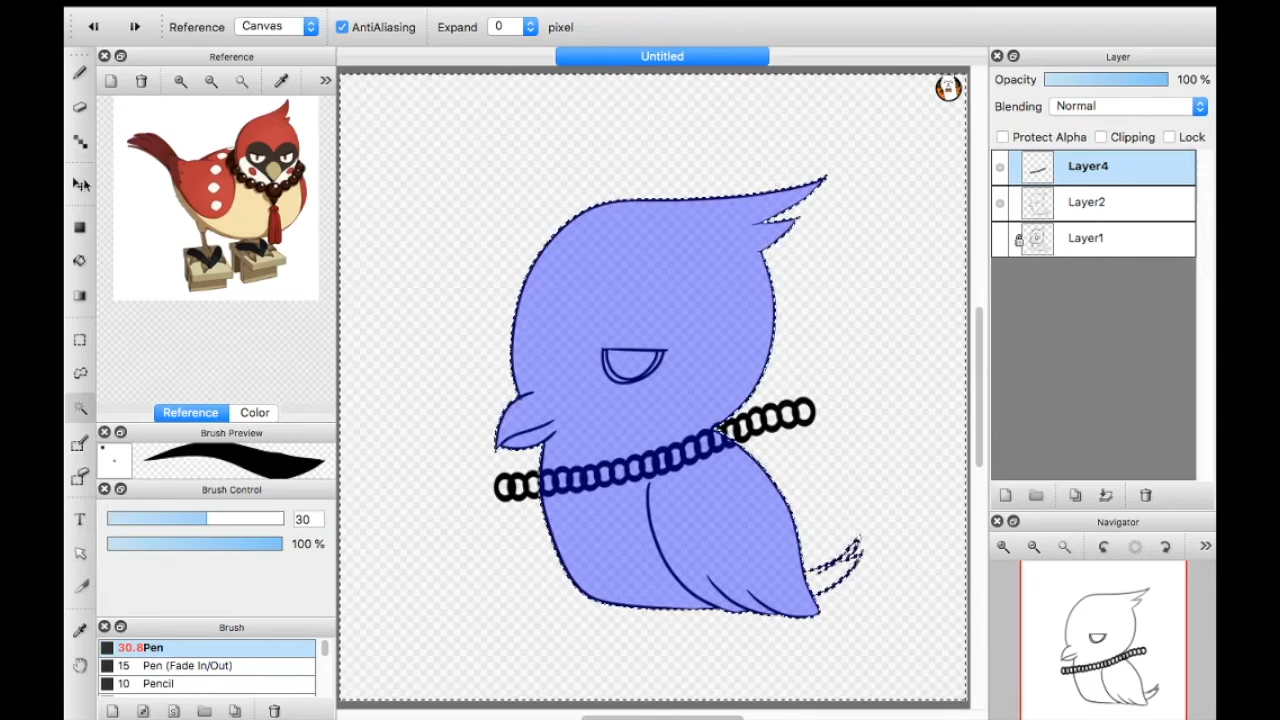 Reference Canvas AntiAliasing Expand 0 pixel
Reference
Untitled
Layer
Opacity 100 %
Blending Normal
Protect Alpha Clipping Lock
Layer4
Layer2
Layer1
Reference Color
Brush Preview
Brush Control
30
100 %
T
Navigator
Brush
30.8 Pen
15 Pen (Fade In/Out)
10 Pencil